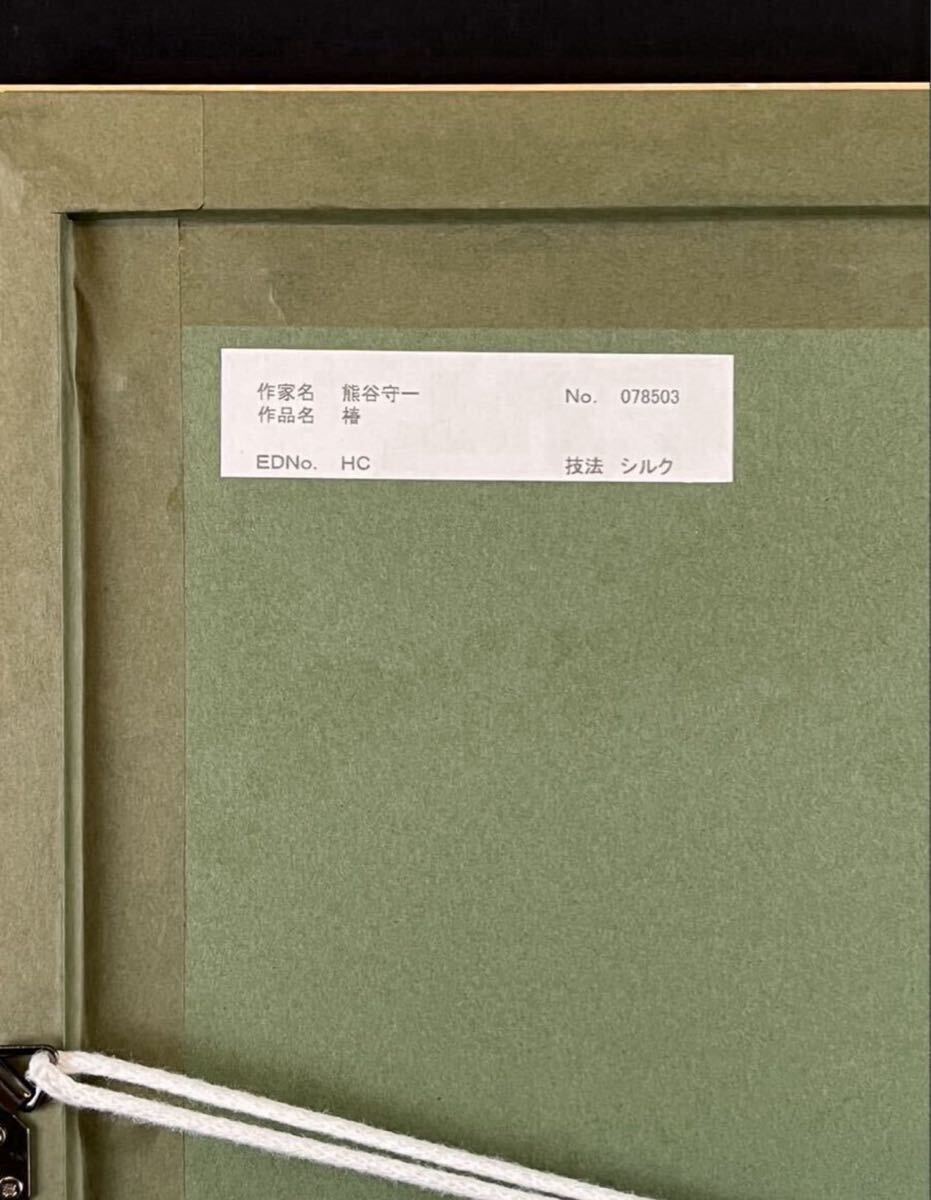 作家名 熊谷守一 No. 078503
作品名 椿
EDNo. HC 技法 シルク